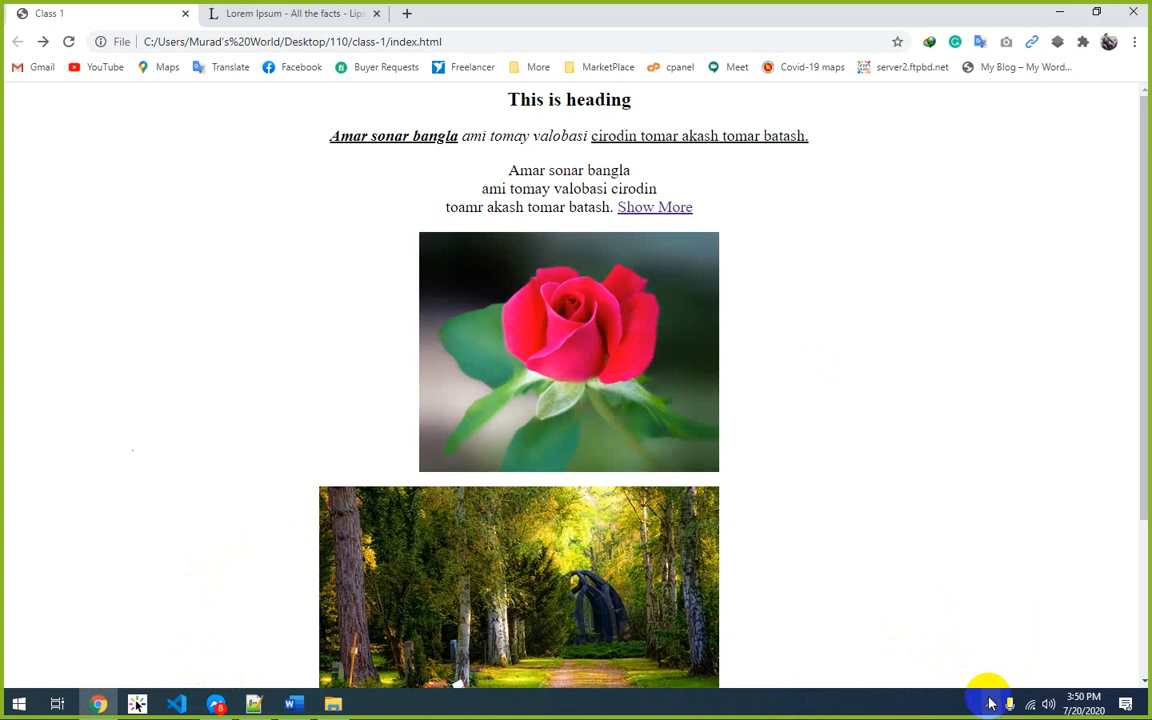 Class 1
Lorem Ipsum - All the facts - Lips
File
C:/Users/Murad's%20World/Desktop/110/class-1/index.html
Gmail
YouTube
Maps
Translate
Facebook
Buyer Requests
Freelancer
More
MarketPlace
cpanel
Meet
Covid-19 maps
server2.ftpbd.net
My Blog – My Word...
This is heading
Amar sonar bangla ami tomay valobasi cirodin tomar akash tomar batash.
Amar sonar bangla
ami tomay valobasi cirodin
toamr akash tomar batash. Show More
8
3:50 PM
7/20/2020